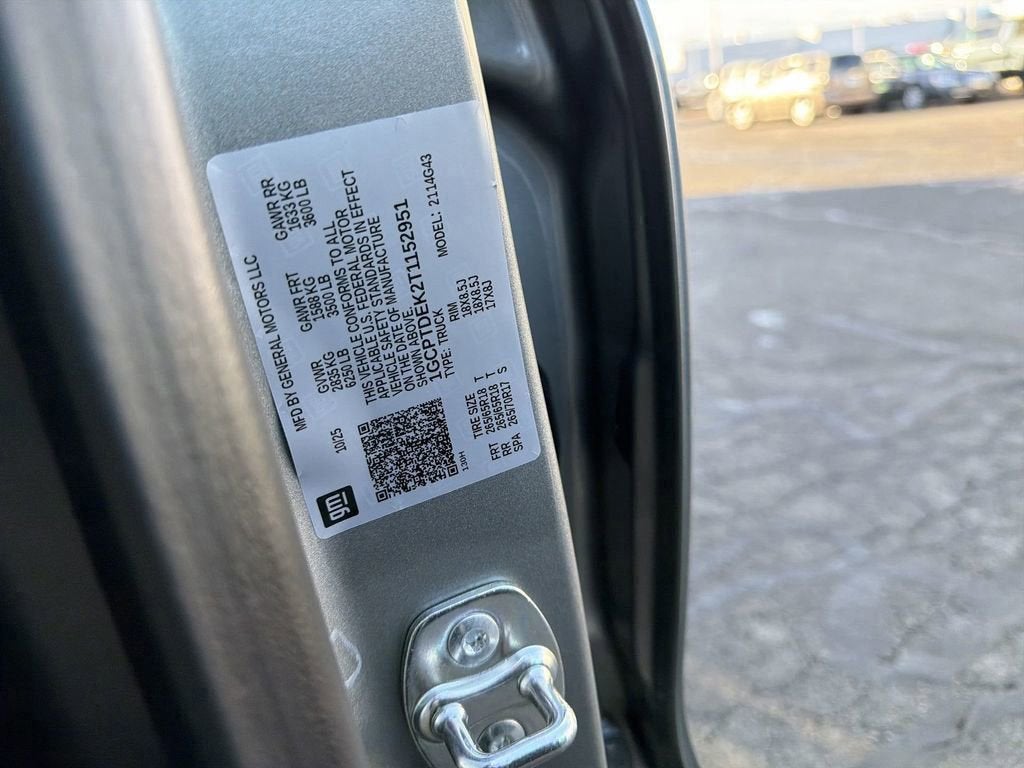 MFD BY GENERAL MOTORS LLC
10/25 GVWR GAWR FRT GAWR RR
2835 KG 1588 KG 1633 KG
6250 LB 3500 LB 3600 LB
THIS VEHICLE CONFORMS TO ALL
APPLICABLE U.S. FEDERAL MOTOR
VEHICLE SAFETY STANDARDS IN EFFECT
ON THE DATE OF MANUFACTURE
SHOWN ABOVE.
1GCPTDEK2T1152951
TYPE: TRUCK MODEL: 2114G43
TIRE SIZE RIM
FRT 265/65R18 T 18X8.5J
RR 265/65R18 T 18X8.5J
SPA 265/70R17 S 17X8J
130H
gm